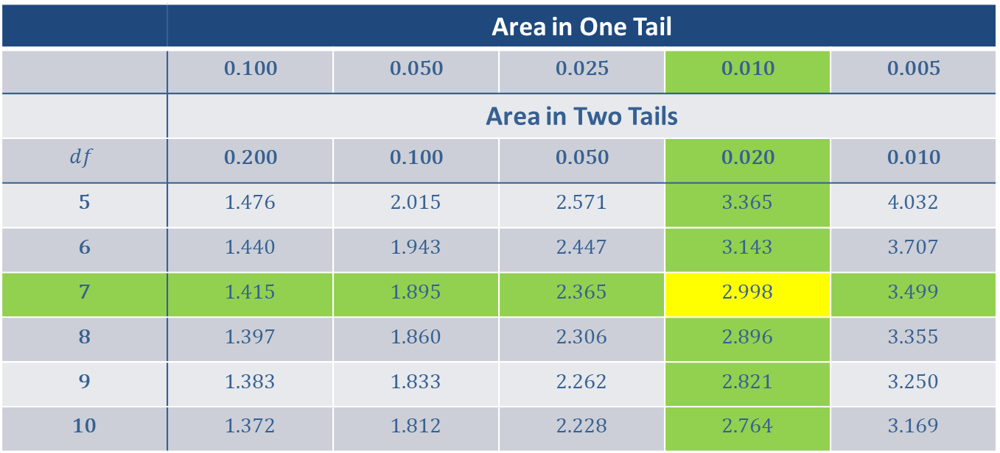 Area in One Tail
0.100 0.050 0.025 0.010 0.005
Area in Two Tails
df 0.200 0.100 0.050 0.020 0.010
5 1.476 2.015 2.571 3.365 4.032
6 1.440 1.943 2.447 3.143 3.707
7 1.415 1.895 2.365 2.998 3.499
8 1.397 1.860 2.306 2.896 3.355
9 1.383 1.833 2.262 2.821 3.250
10 1.372 1.812 2.228 2.764 3.169